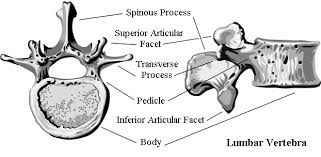 Spinous Process
Superior Articular
Facet
Transverse
Process
Pedicle
Inferior Articular Facet
Body
Lumbar Vertebra